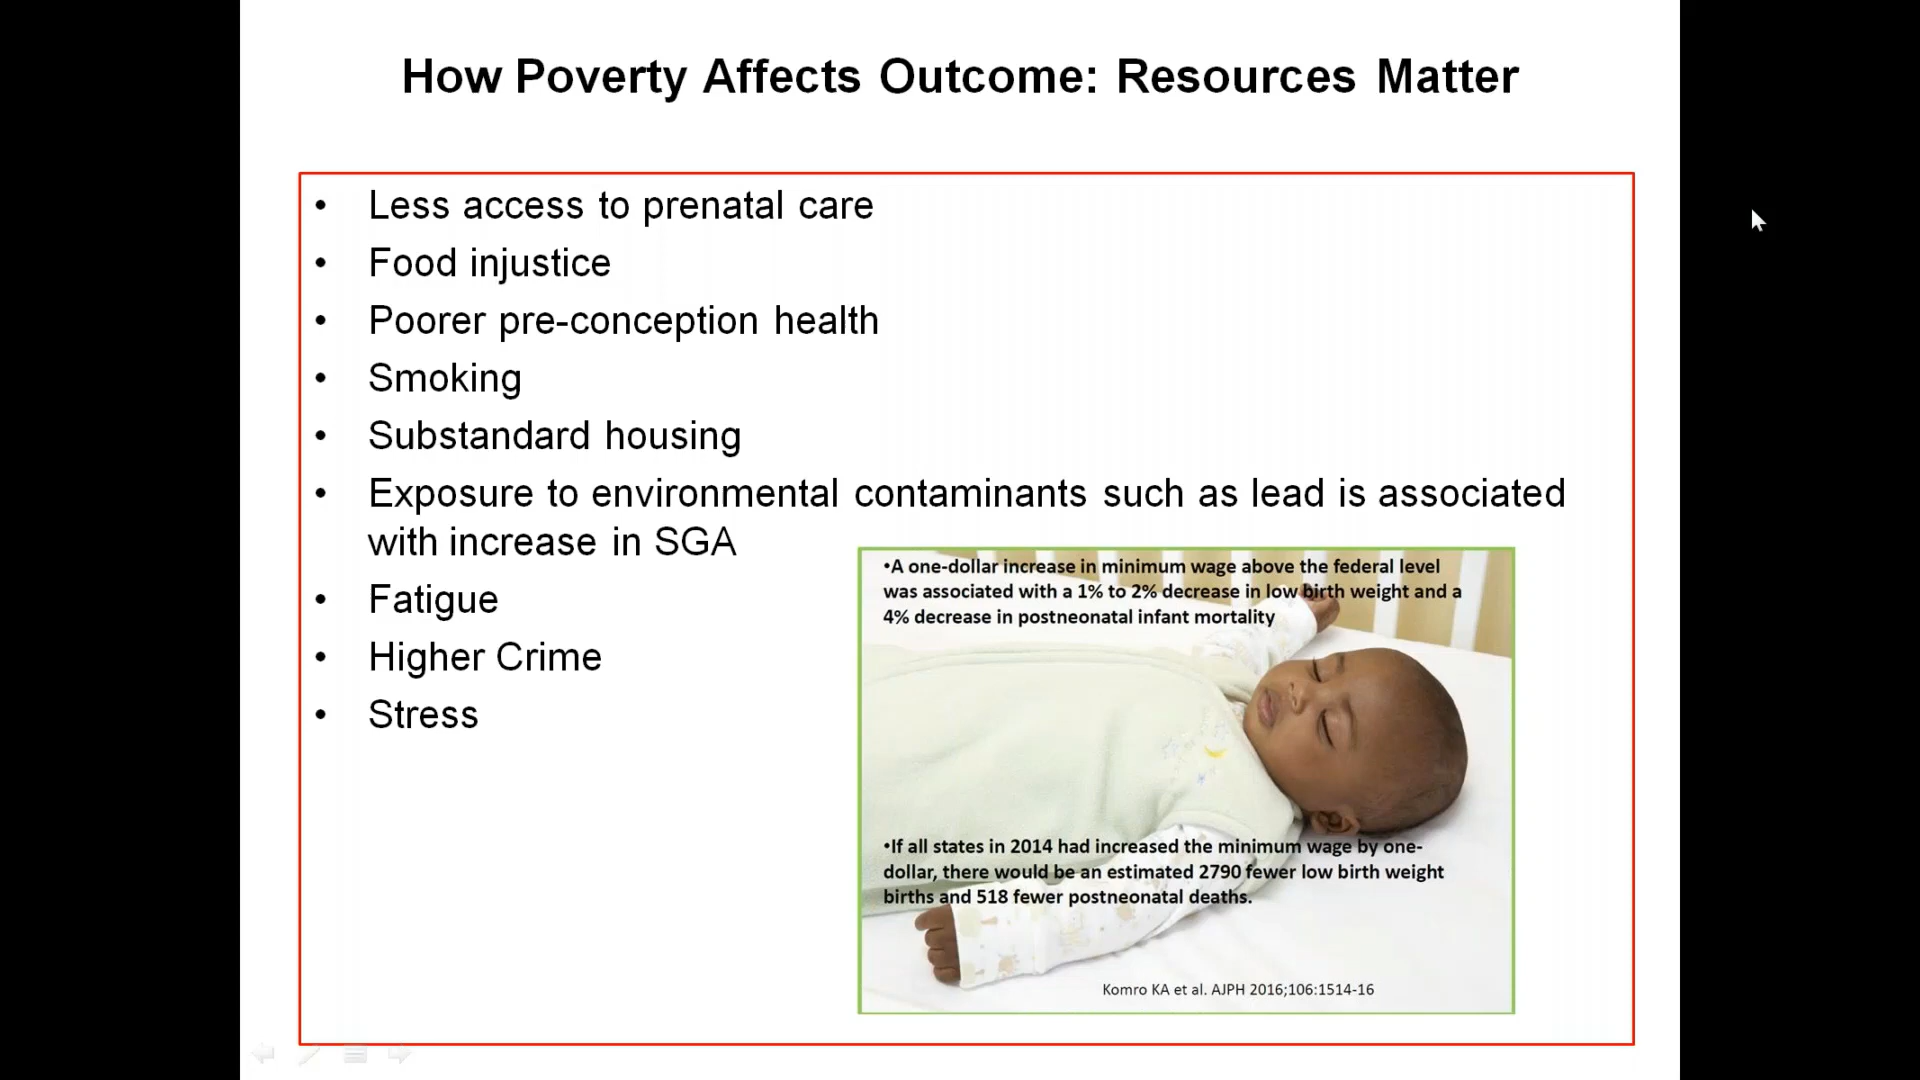 How Poverty Affects Outcome: Resources Matter
• Less access to prenatal care
• Food injustice
• Poorer pre-conception health
• Smoking
• Substandard housing
• Exposure to environmental contaminants such as lead is associated
with increase in SGA
• Fatigue
• Higher Crime
• Stress
•A one-dollar increase in minimum wage above the federal level
was associated with a 1% to 2% decrease in low birth weight and a
4% decrease in postneonatal infant mortality
•If all states in 2014 had increased the minimum wage by one-
dollar, there would be an estimated 2790 fewer low birth weight
births and 518 fewer postneonatal deaths.
Komro KA et al. AJPH 2016;106:1514-16